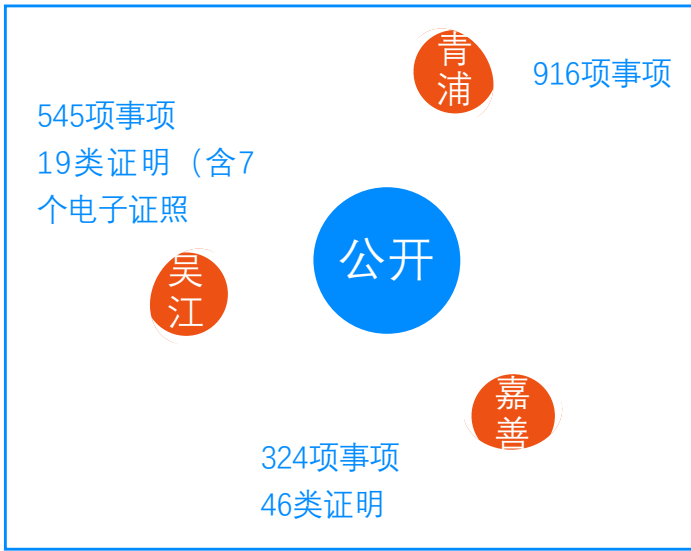 青
浦
916项事项
545项事项
19类证明（含7
个电子证照
公开
吴
江
嘉
善
324项事项
46类证明